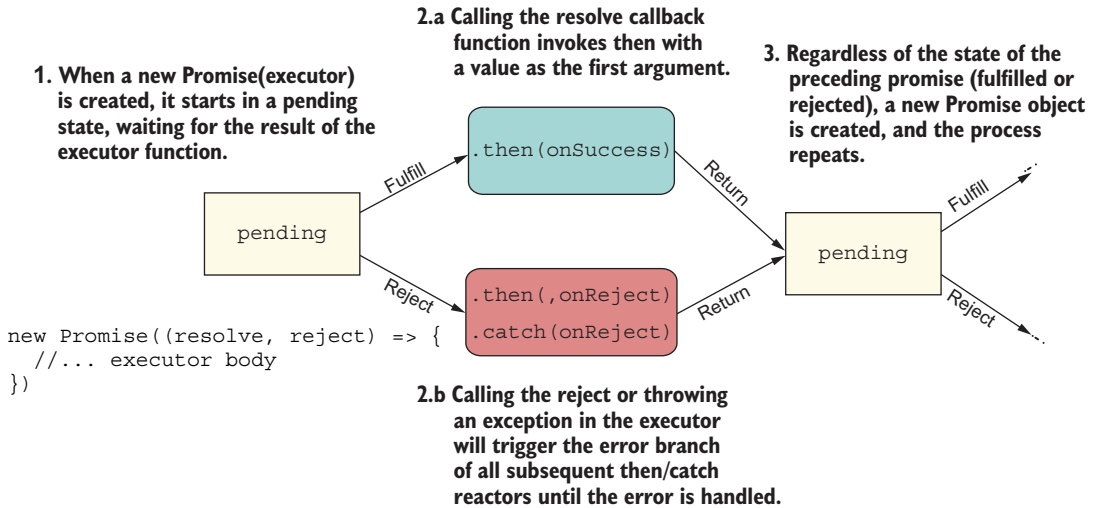 1. When a new Promise(executor)
is created, it starts in a pending
state, waiting for the result of the
executor function.
2.a Calling the resolve callback
function invokes then with
a value as the first argument.
3. Regardless of the state of the
preceding promise (fulfilled or
rejected), a new Promise object
is created, and the process
repeats.
pending
Fulfill
Reject
.then(onSuccess)
.then(,onReject)
.catch(onReject)
Return
Return
pending
Fulfill
Reject
new Promise((resolve, reject) => {
//... executor body
})
2.b Calling the reject or throwing
an exception in the executor
will trigger the error branch
of all subsequent then/catch
reactors until the error is handled.